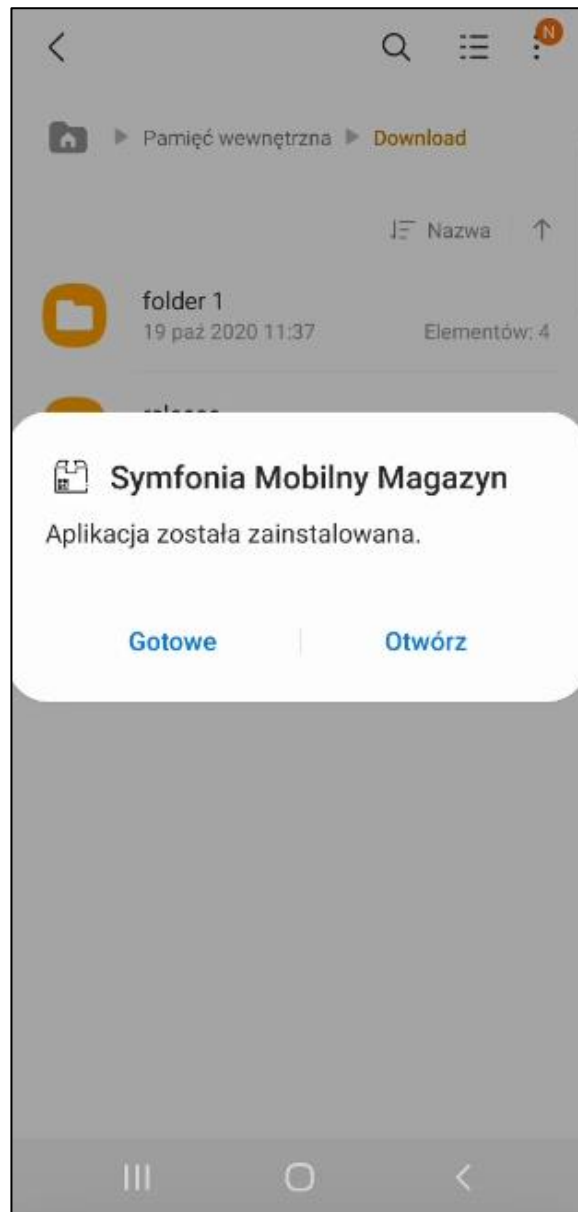 N
Pamięć wewnętrzna Download
Nazwa
folder 1
19 paź 2020 11:37 Elementów: 4
Symfonia Mobilny Magazyn
Aplikacja została zainstalowana.
Gotowe Otwórz